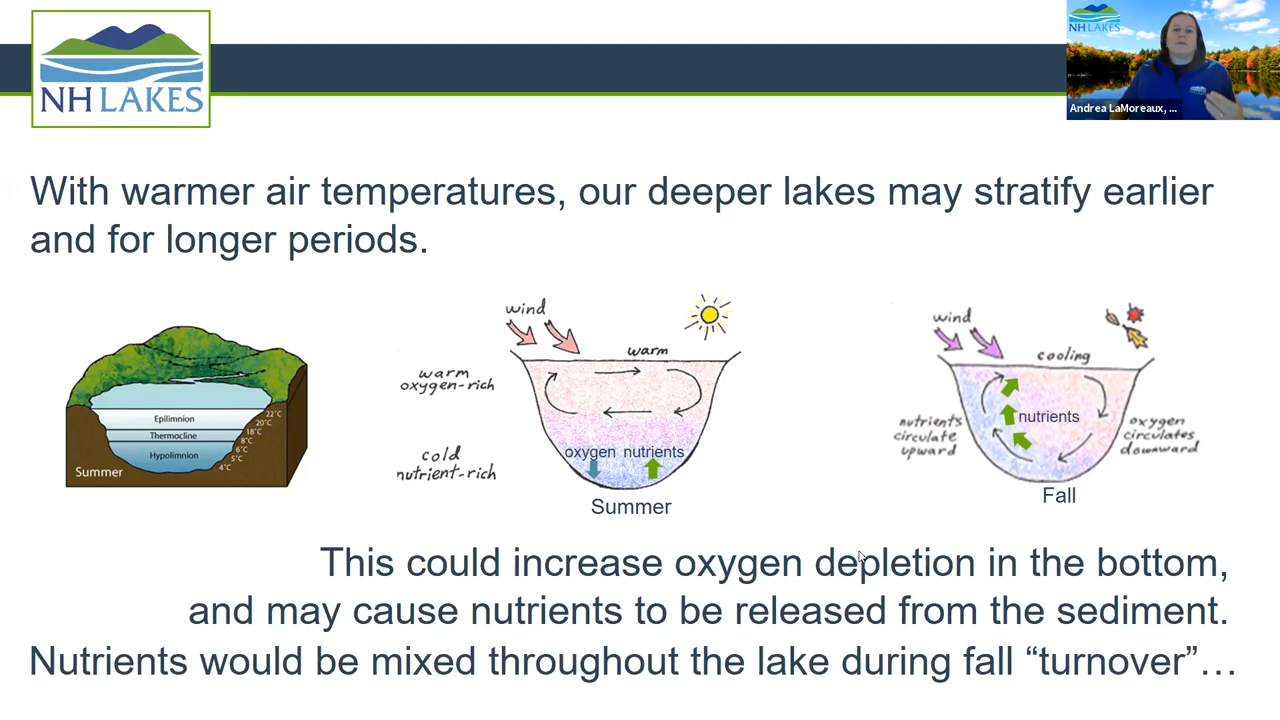 NH LAKES
NH LAKES
Andrea LaMoreaux, ...
With warmer air temperatures, our deeper lakes may stratify earlier
and for longer periods.
Epilimnion
Thermocline
Hypolimnion
22°C
20°C
18°C
8°C
6°C
5°C
4°C
Summer
wind
warm
warm
oxygen-rich
cold
nutrient-rich
oxygen nutrients
Summer
wind
cooling
nutrients
nutrients
circulate
upward
oxygen
circulates
downward
Fall
This could increase oxygen depletion in the bottom,
and may cause nutrients to be released from the sediment.
Nutrients would be mixed throughout the lake during fall “turnover”…